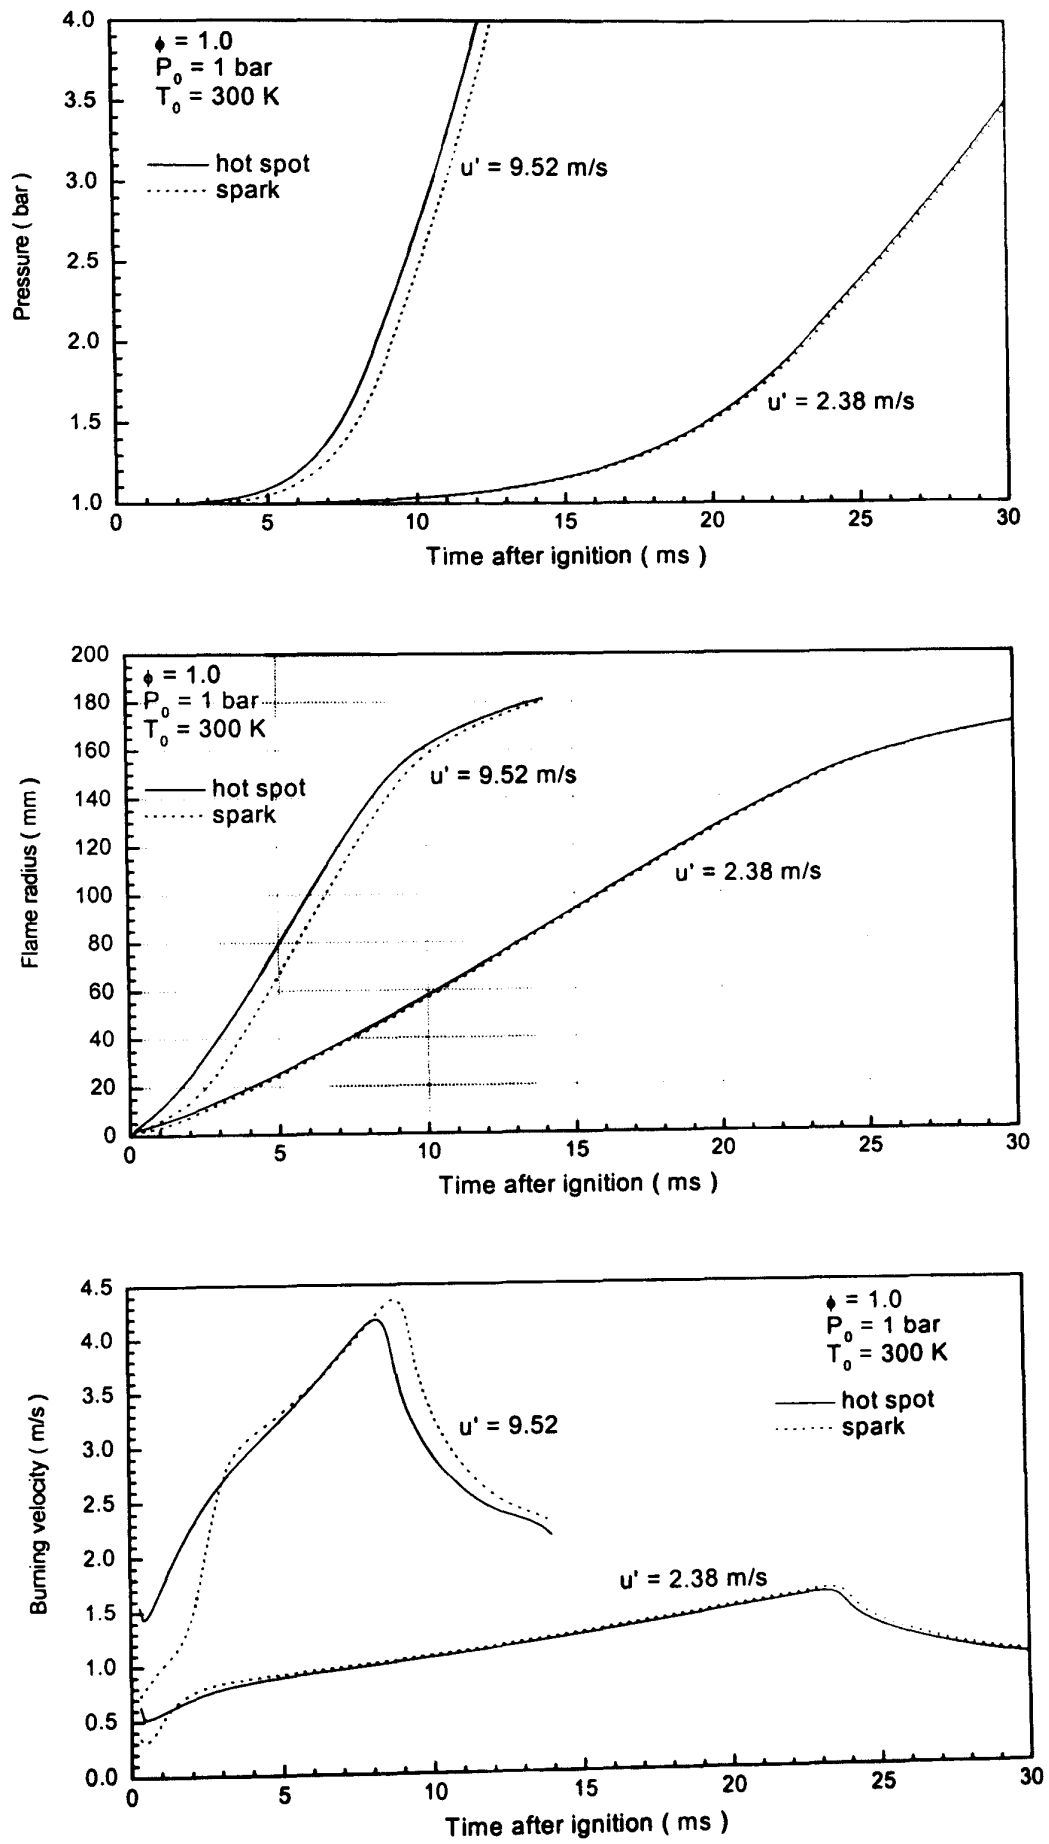 4.0
3.5
3.0
2.5
2.0
1.5
1.0
Pressure ( bar )
ϕ = 1.0
P0 = 1 bar
T0 = 300 K
hot spot
spark
u' = 9.52 m/s
u' = 2.38 m/s
0 5 10 15 20 25 30
Time after ignition ( ms )
200
180
160
140
120
100
80
60
40
20
0
Flame radius ( mm )
ϕ = 1.0
P0 = 1 bar
T0 = 300 K
hot spot
spark
u' = 9.52 m/s
u' = 2.38 m/s
0 5 10 15 20 25 30
Time after ignition ( ms )
4.5
4.0
3.5
3.0
2.5
2.0
1.5
1.0
0.5
0.0
Burning velocity ( m/s )
ϕ = 1.0
P0 = 1 bar
T0 = 300 K
hot spot
spark
u' = 9.52
u' = 2.38 m/s
0 5 10 15 20 25 30
Time after ignition ( ms )